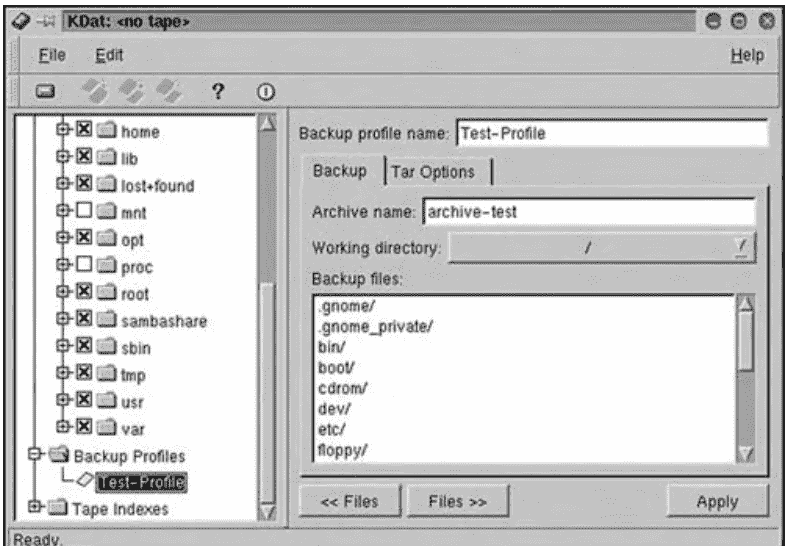 KDat: <no tape>
File Edit Help
?
home
lib
lost+found
mnt
opt
proc
root
sambashare
sbin
tmp
usr
var
Backup Profiles
Test-Profile
Tape Indexes
Backup profile name: Test-Profile
Backup Tar Options
Archive name: archive-test
Working directory: /
Backup files:
.gnome/
.gnome_private/
bin/
boot/
cdrom/
dev/
etc/
floppy/
<< Files Files >> Apply
Ready.